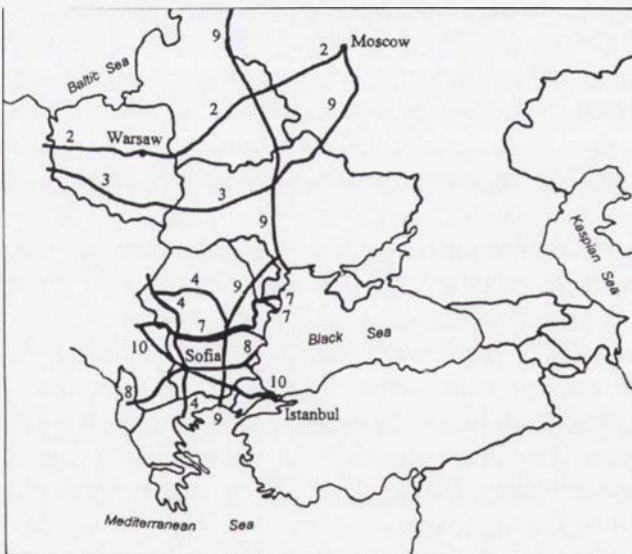 9
2
Moscow
Baltic Sea
2
9
2
Warsaw
3
3
9
Kaspian Sea
4
9
4
7
7
7
Black Sea
10
Sofia
8
10
8
4
9
Istanbul
Mediterranean Sea